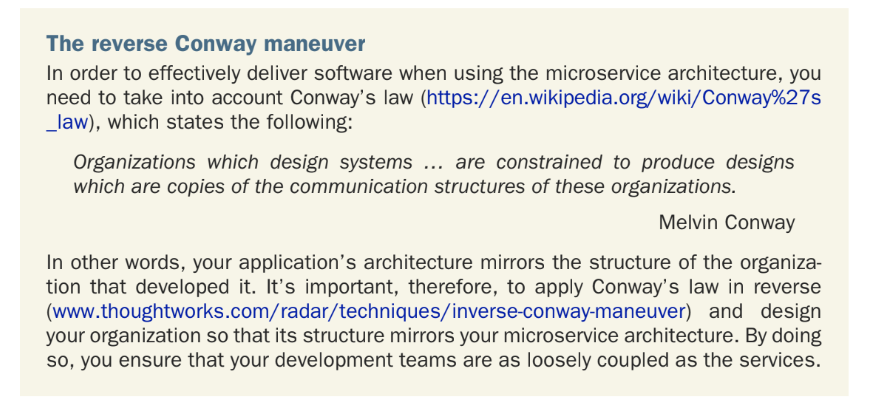 The reverse Conway maneuver
In order to effectively deliver software when using the microservice architecture, you
need to take into account Conway's law (https://en.wikipedia.org/wiki/Conway%27s
_law), which states the following:
Organizations which design systems … are constrained to produce designs
which are copies of the communication structures of these organizations.
Melvin Conway
In other words, your application's architecture mirrors the structure of the organiza-
tion that developed it. It's important, therefore, to apply Conway's law in reverse
(www.thoughtworks.com/radar/techniques/inverse-conway-maneuver) and design
your organization so that its structure mirrors your microservice architecture. By doing
so, you ensure that your development teams are as loosely coupled as the services.